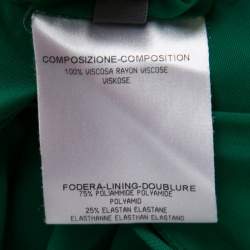 COMPOSIZIONE-COMPOSITION
100% VISCOSA RAYON VISCOSE
VISKOSE
FODERA-LINING-DOUBLURE
75% POLIAMMIDE POLYAMIDE
POLYAMID
25% ELASTAN ELASTANE
ELASTHANNE ELASTHAN ELASTANE